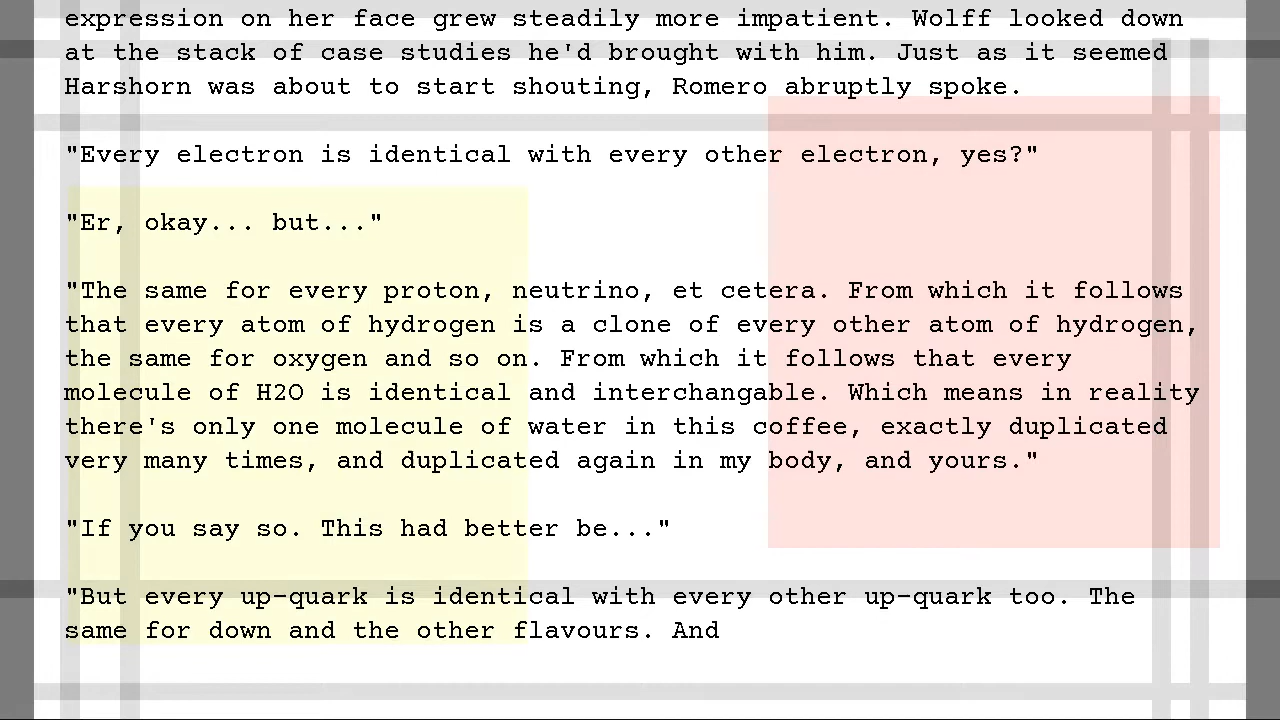 expression on her face grew steadily more impatient. Wolff looked down
at the stack of case studies he'd brought with him. Just as it seemed
Harshorn was about to start shouting, Romero abruptly spoke.
"Every electron is identical with every other electron, yes?"
"Er, okay... but..."
"The same for every proton, neutrino, et cetera. From which it follows
that every atom of hydrogen is a clone of every other atom of hydrogen,
the same for oxygen and so on. From which it follows that every
molecule of H2O is identical and interchangable. Which means in reality
there's only one molecule of water in this coffee, exactly duplicated
very many times, and duplicated again in my body, and yours."
"If you say so. This had better be..."
"But every up-quark is identical with every other up-quark too. The
same for down and the other flavours. And